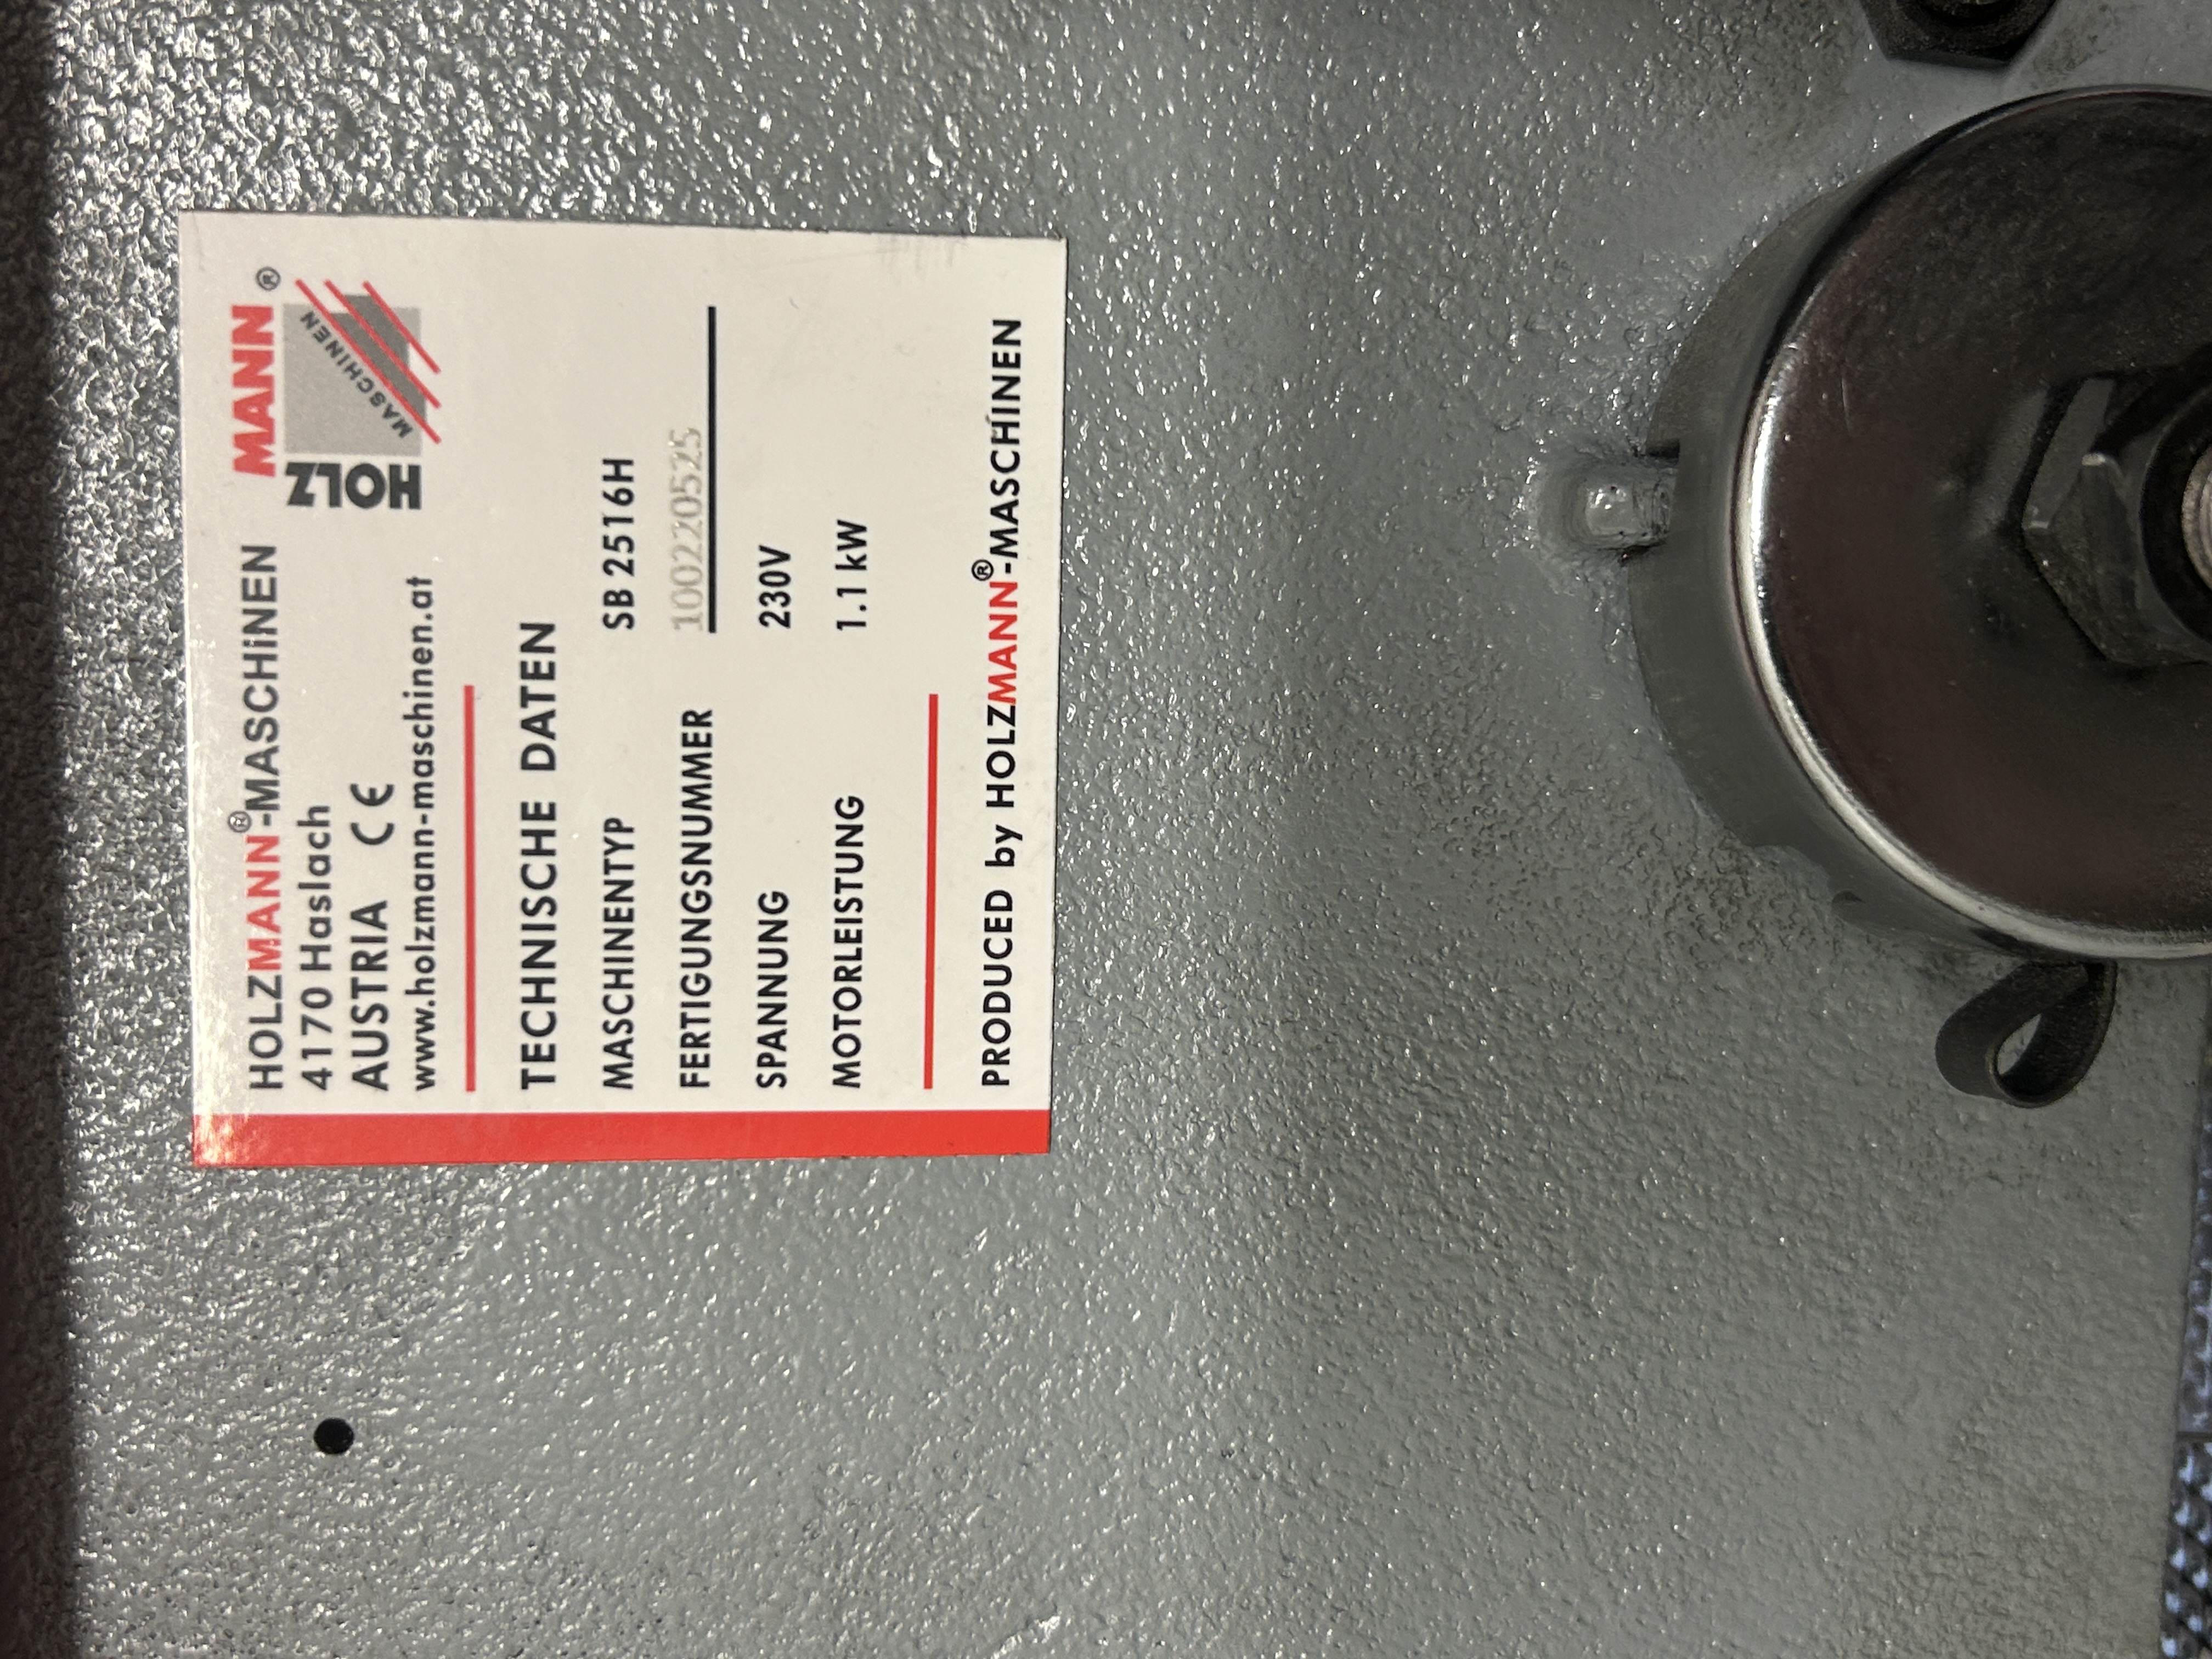 HOLZMANN®-MASCHiNEN
4170 Haslach
AUSTRIA CE
www.holzmann-maschinen.at
MANN®
HOLZ
MASCHINEN
TECHNISCHE DATEN
MASCHINENTYP SB 2516H
FERTIGUNGSNUMMER 100220525
SPANNUNG 230V
MOTORLEISTUNG 1.1 kW
PRODUCED by HOLZMANN®-MASCHiNEN